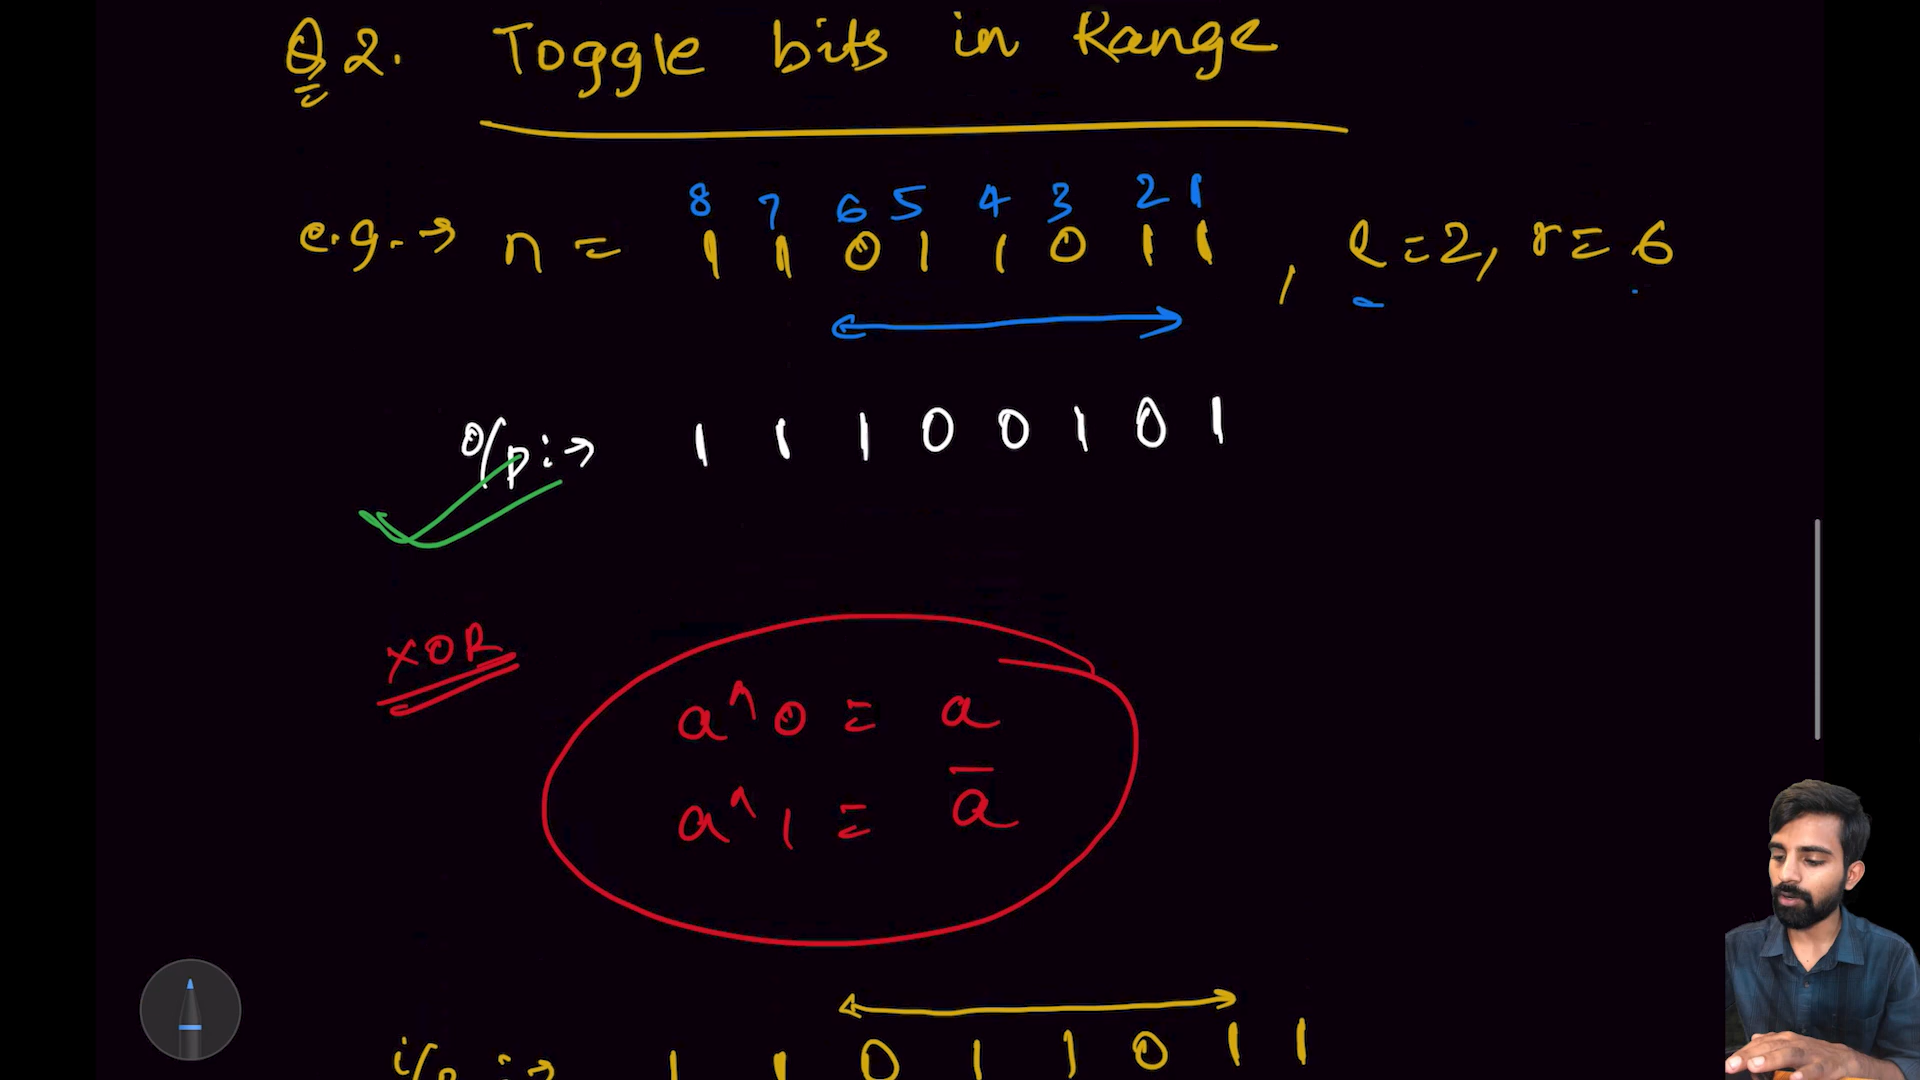 Q2. Toggle bits in Range
8 7 6 5 4 3 2 1
e.g. → n = 1 1 0 1 1 0 1 1 , l = 2, r = 6
o/p :→ 1 1 1 0 0 1 0 1
XOR
a ^ 0 = a
a ^ 1 = a̅
i/p :→ 1 1 0 1 1 0 1 1